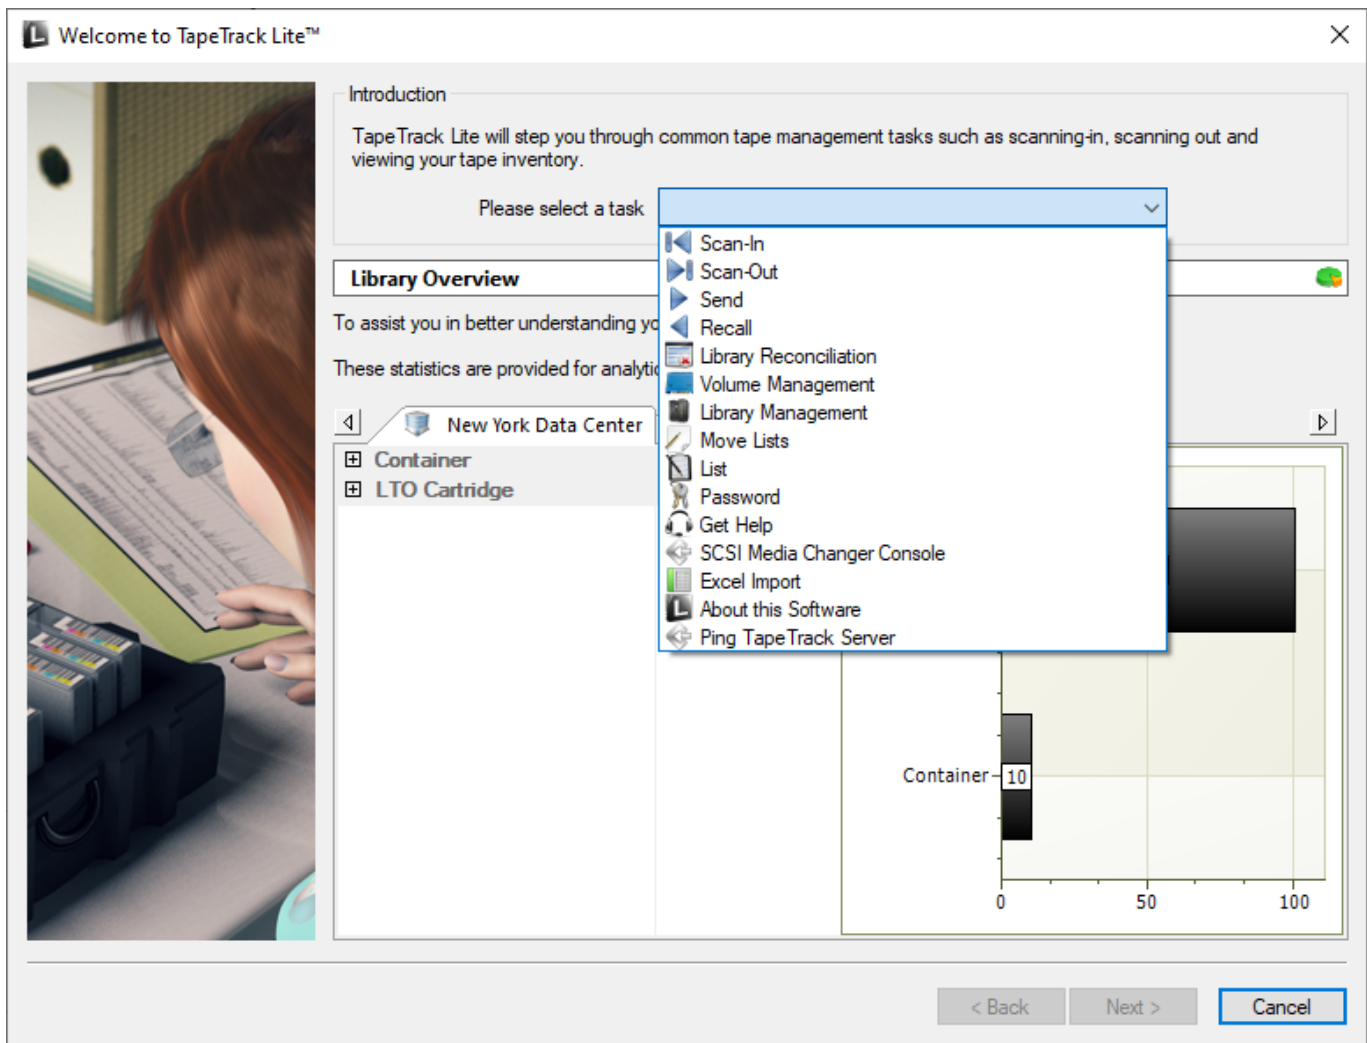 Welcome to TapeTrack Lite™
Introduction
TapeTrack Lite will step you through common tape management tasks such as scanning-in, scanning out and
viewing your tape inventory.
Please select a task
Scan-In
Scan-Out
Send
Recall
Library Reconciliation
Volume Management
Library Management
Move Lists
List
Password
Get Help
SCSI Media Changer Console
Excel Import
About this Software
Ping TapeTrack Server
Library Overview
To assist you in better understanding
These statistics are provided for
New York Data Center
Container
LTO Cartridge
Container
10
0
50
100
< Back
Next >
Cancel